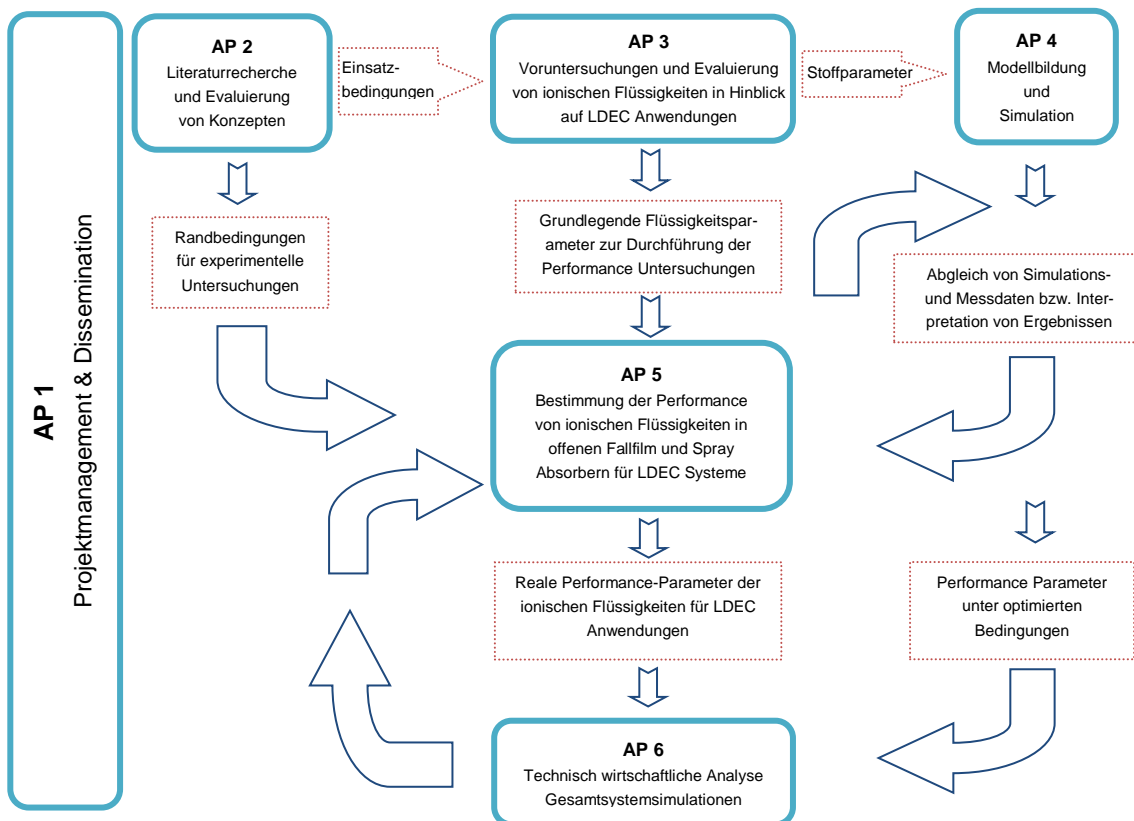 AP 1
Projektmanagement & Dissemination
AP 2
Literaturrecherche
und Evaluierung
von Konzepten
Einsatz-
bedingungen
AP 3
Voruntersuchungen und Evaluierung
von ionischen Flüssigkeiten in Hinblick
auf LDEC Anwendungen
Stoffparameter
AP 4
Modellbildung
und
Simulation
Randbedingungen
für experimentelle
Untersuchungen
Grundlegende Flüssigkeitspar-
ameter zur Durchführung der
Performance Untersuchungen
Abgleich von Simulations-
und Messdaten bzw. Inter-
pretation von Ergebnissen
AP 5
Bestimmung der Performance
von ionischen Flüssigkeiten in
offenen Fallfilm und Spray
Absorbern für LDEC Systeme
Reale Performance-Parameter der
ionischen Flüssigkeiten für LDEC
Anwendungen
Performance Parameter
unter optimierten
Bedingungen
AP 6
Technisch wirtschaftliche Analyse
Gesamtsystemsimulationen